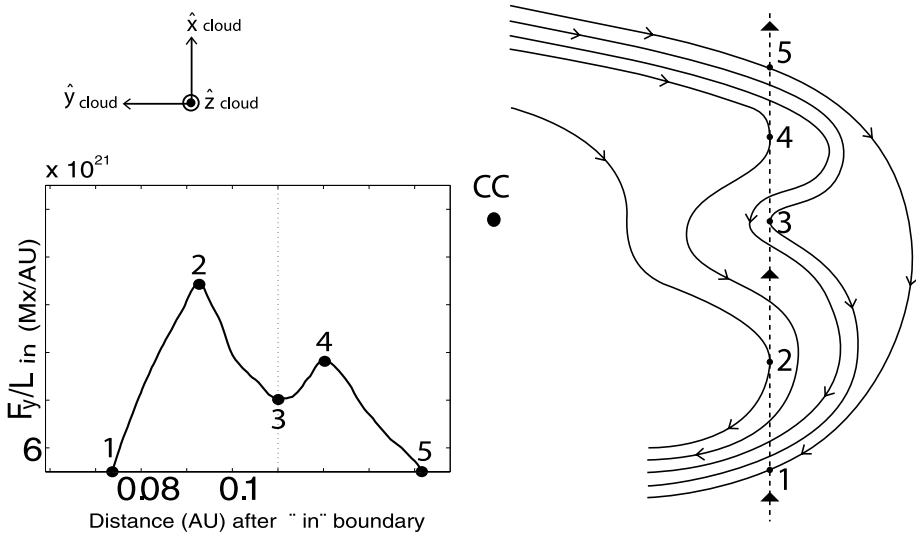 x̂ cloud
ŷ cloud
ẑ cloud
x 10²¹
F_y/L in (Mx/AU)
6
1
2
3
4
5
0.08
0.1
Distance (AU) after ¨ in¨ boundary
CC
5
4
3
2
1